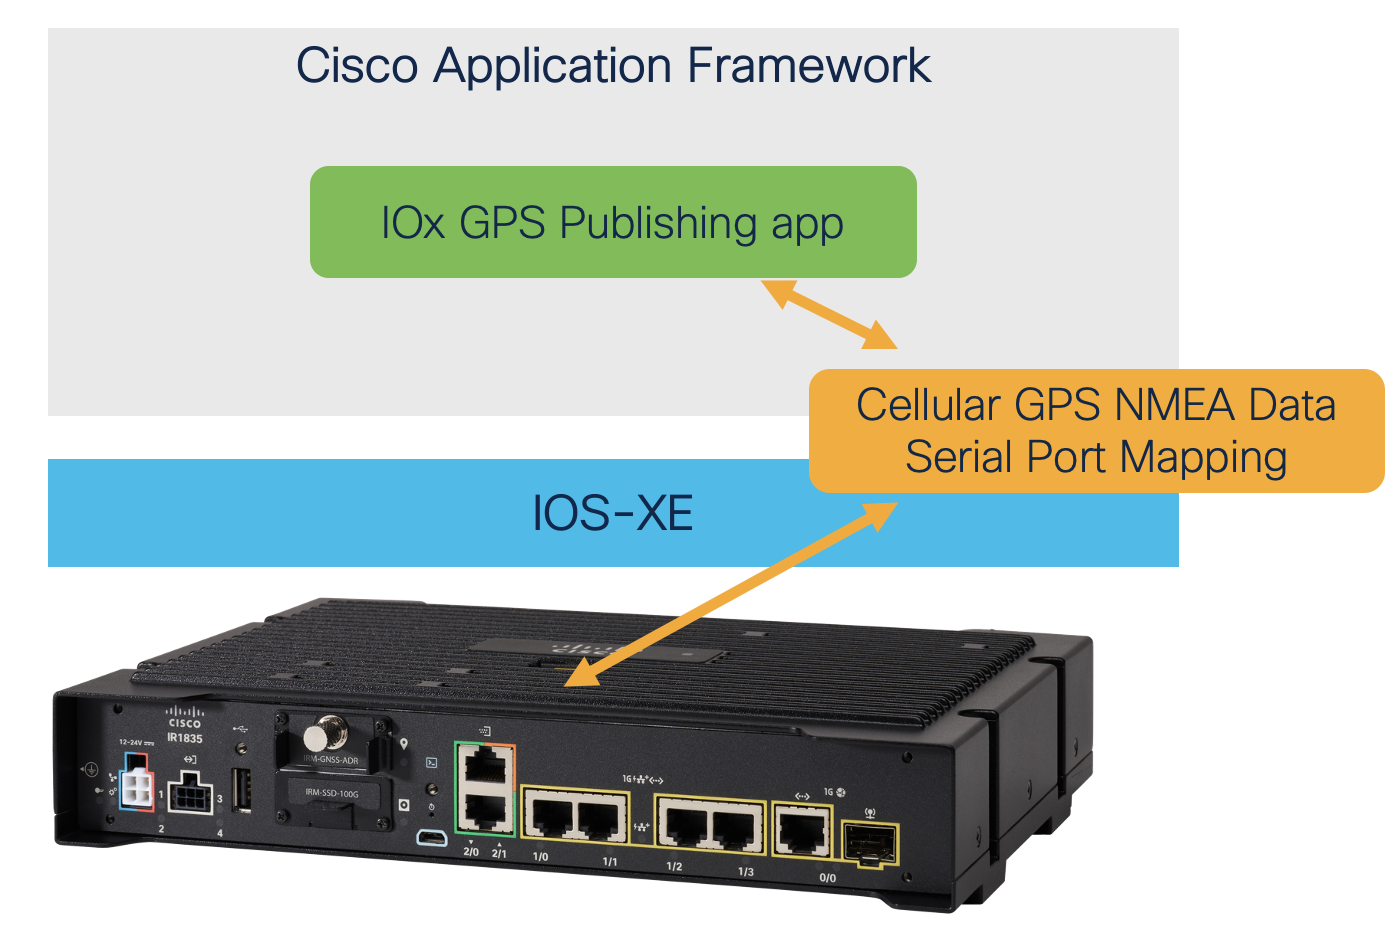 Cisco Application Framework
IOx GPS Publishing app
Cellular GPS NMEA Data
Serial Port Mapping
IOS-XE
CISCO
CISCO
IR1835
12-24V
IRM-GNSS-ADR
IRM-SSD-100G
1
3
2
4
2/0
2/1
1G
1/0
1/1
1/2
1/3
1G
0/0